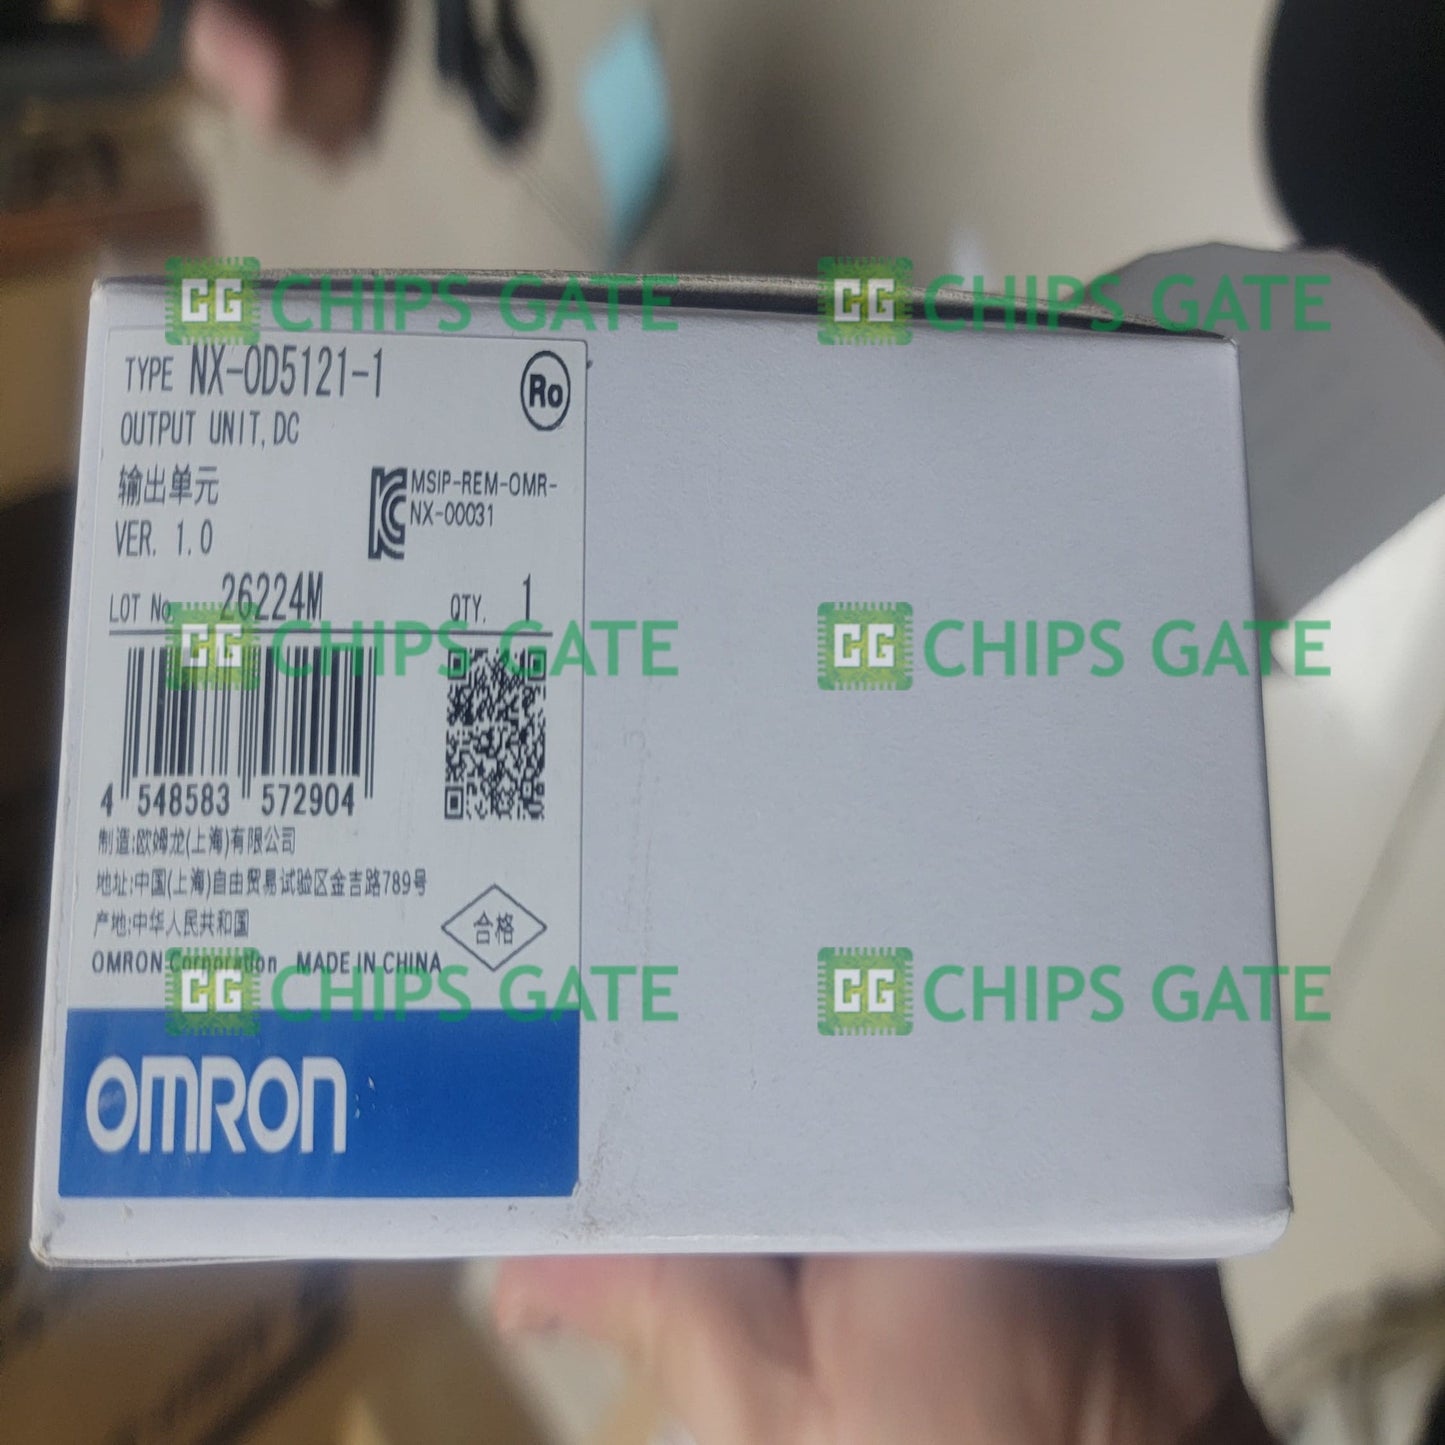 CG CHIPS GATE CG CHIPS GATE
TYPE NX-OD5121-1
Ro
OUTPUT UNIT, DC
输出单元
MSIP-REM-OMR-
NX-00031
VER. 1.0
LOT No. 26224M QTY. 1
CG CHIPS GATE CG CHIPS GATE
4 548583 572904
制造:欧姆龙(上海)有限公司
地址:中国(上海)自由贸易试验区金吉路789号
产地:中华人民共和国
合格
OMRON Corporation MADE IN CHINA
CG CHIPS GATE CG CHIPS GATE
OMRON